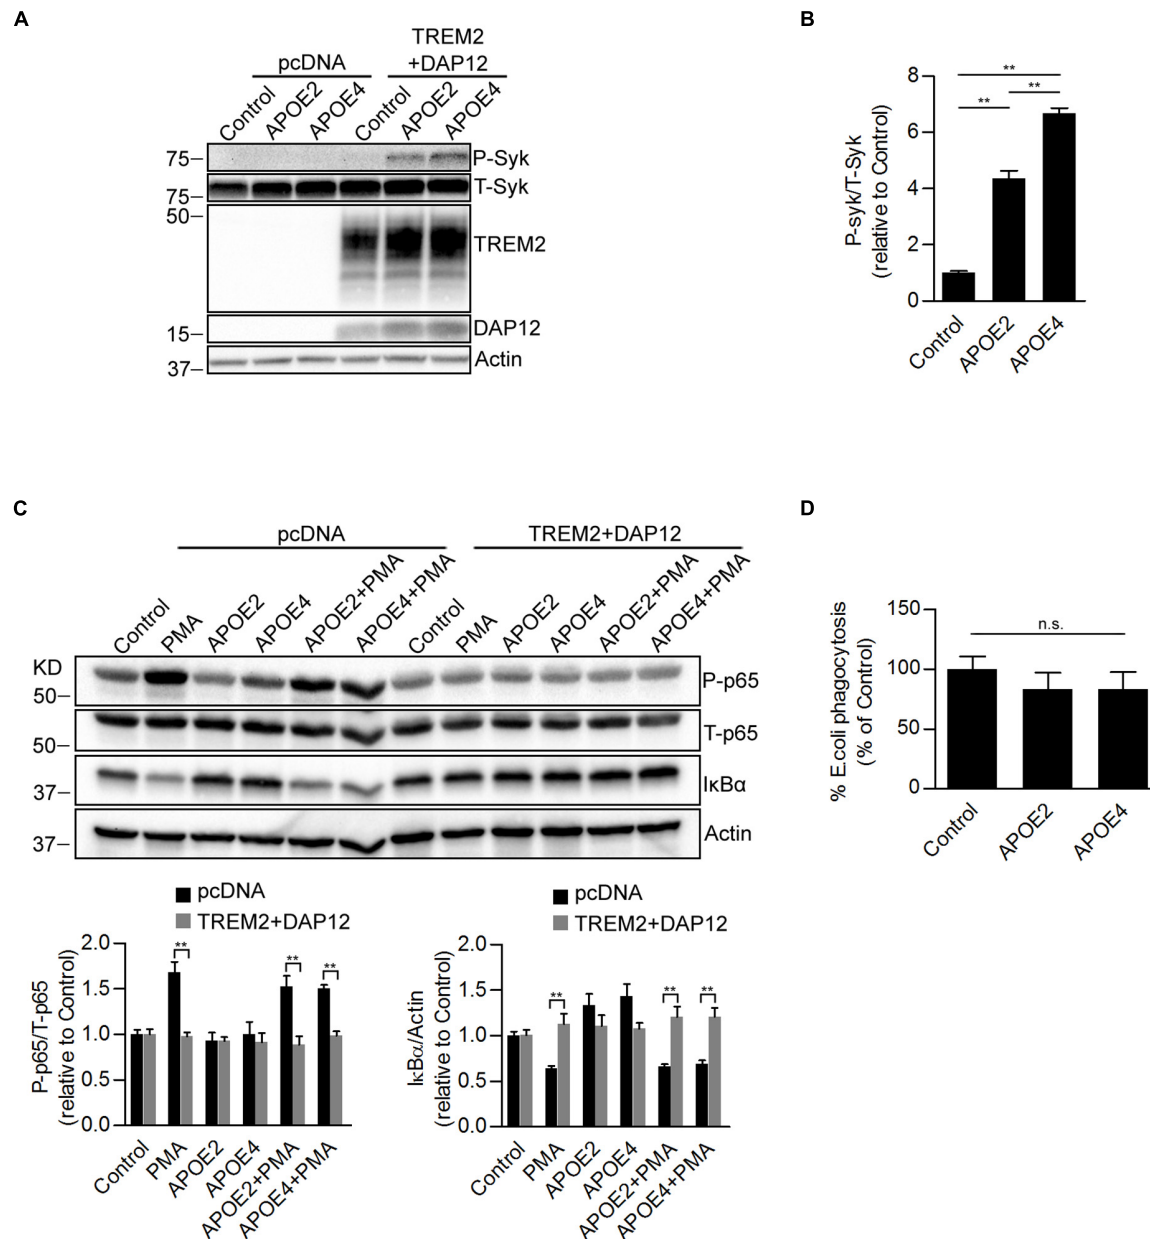 A
pcDNA
TREM2
+DAP12
Control
APOE2
APOE4
Control
APOE2
APOE4
75
P-Syk
75
T-Syk
50
TREM2
15
DAP12
37
Actin
B
P-syk/T-Syk
(relative to Control)
8
6
4
2
0
**
**
**
Control
APOE2
APOE4
C
pcDNA
TREM2+DAP12
Control
PMA
APOE2
APOE4
APOE2+PMA
APOE4+PMA
Control
PMA
APOE2
APOE4
APOE2+PMA
APOE4+PMA
KD
50
P-p65
50
T-p65
37
IκBα
37
Actin
pcDNA
TREM2+DAP12
P-p65/T-p65
(relative to Control)
2.0
1.5
1.0
0.5
0.0
**
**
**
Control
PMA
APOE2
APOE4
APOE2+PMA
APOE4+PMA
pcDNA
TREM2+DAP12
IκBα/Actin
(relative to Control)
2.0
1.5
1.0
0.5
0.0
**
**
**
Control
PMA
APOE2
APOE4
APOE2+PMA
APOE4+PMA
D
% Ecoli phagocytosis
(% of Control)
150
100
50
0
n.s.
Control
APOE2
APOE4